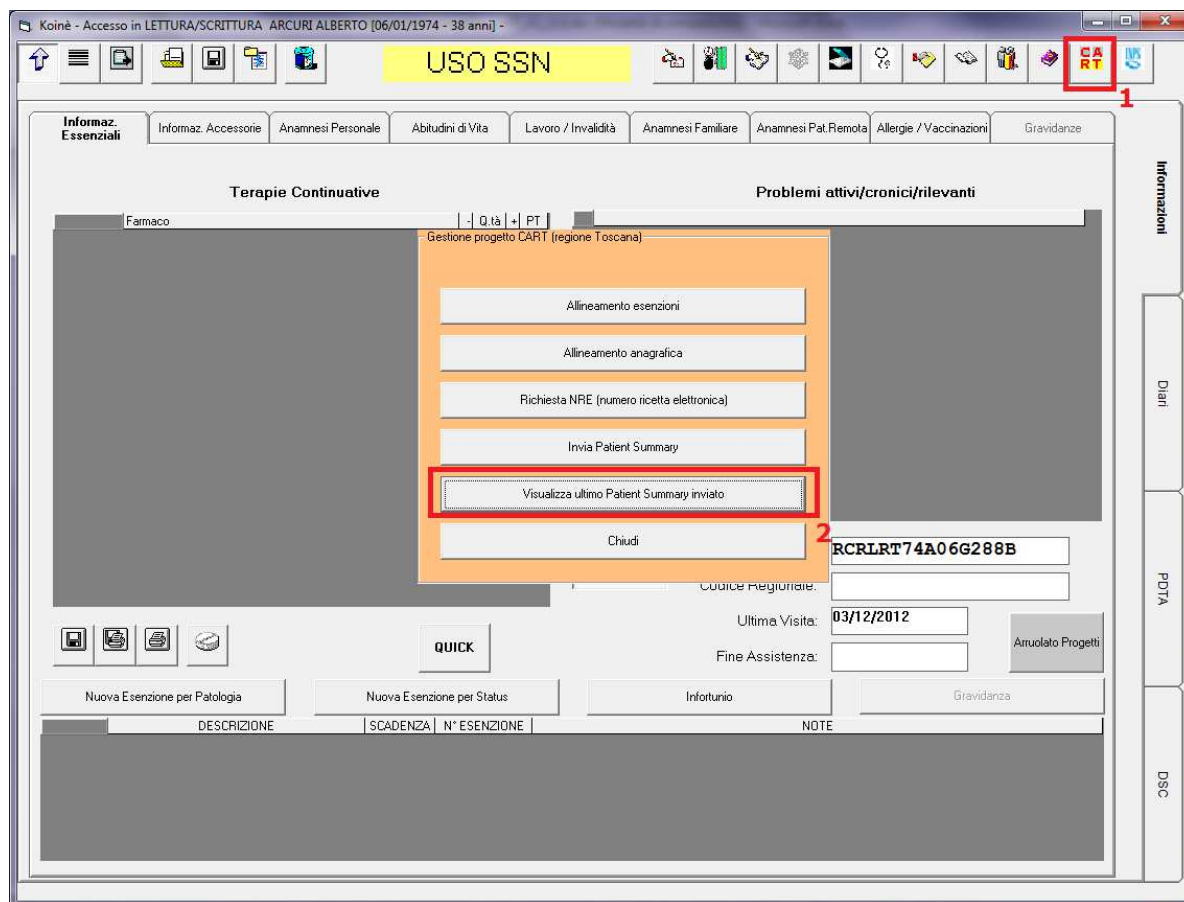 Koinè - Accesso in LETTURA/SCRITTURA ARCURI ALBERTO [06/01/1974 - 38 anni] -
USO SSN
CA
RT
1
Informaz.
Essenziali
Informaz. Accessorie
Anamnesi Personale
Abitudini di Vita
Lavoro / Invalidità
Anamnesi Familiare
Anamnesi Pat.Remota
Allergie / Vaccinazioni
Gravidanze
Informazioni
Diari
PDTA
DSC
Terapie Continuative
Problemi attivi/cronici/rilevanti
Farmaco - Q.tà + PT
Gestione progetto CART (regione Toscana)
Allineamento esenzioni
Allineamento anagrafica
Richiesta NRE (numero ricetta elettronica)
Invia Patient Summary
Visualizza ultimo Patient Summary inviato
2
Chiudi
RCRLRT74A06G288B
Codice Regionale:
Ultima Visita: 03/12/2012
Fine Assistenza:
Arruolato Progetti
QUICK
Nuova Esenzione per Patologia
Nuova Esenzione per Status
Infortunio
Gravidanza
DESCRIZIONE SCADENZA N° ESENZIONE NOTE